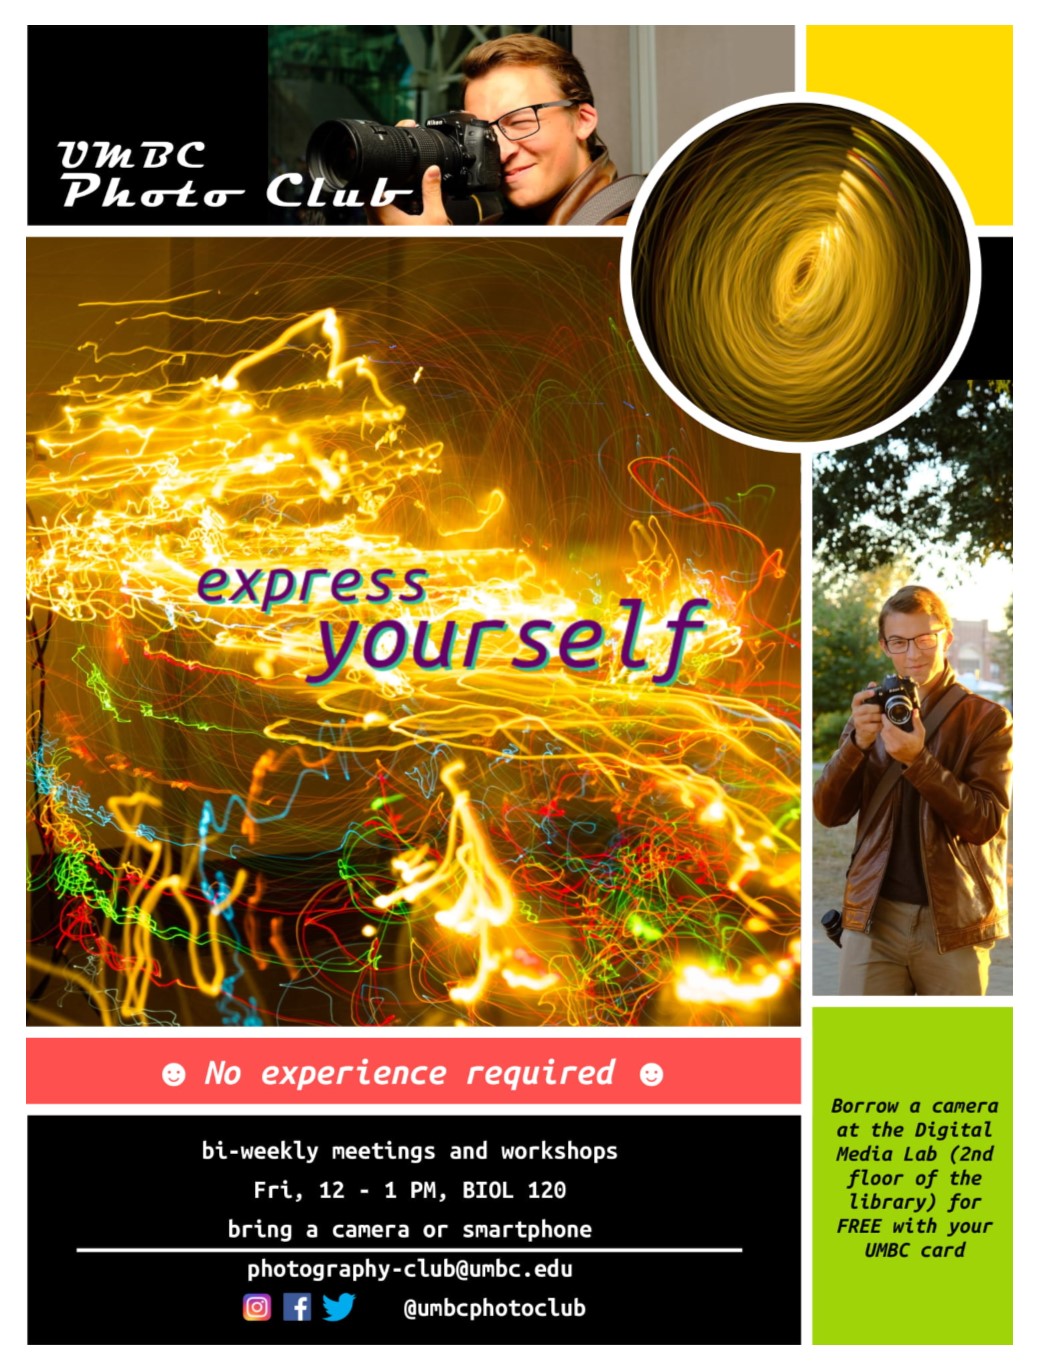 UMBC
Photo Club
Nikon
express
yourself
☻ No experience required ☻
bi-weekly meetings and workshops
Fri, 12 - 1 PM, BIOL 120
bring a camera or smartphone
photography-club@umbc.edu
@umbcphotoclub
Borrow a camera
at the Digital
Media Lab (2nd
floor of the
library) for
FREE with your
UMBC card